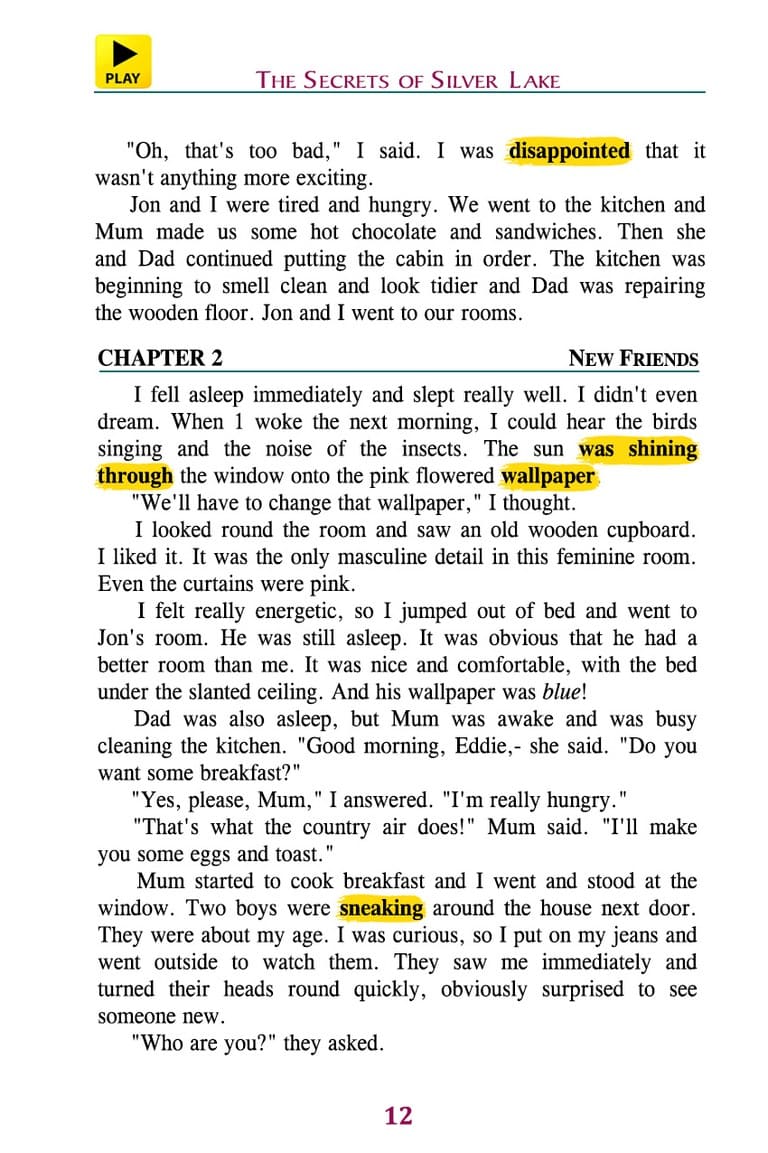 PLAY
THE SECRETS OF SILVER LAKE
"Oh, that's too bad," I said. I was disappointed that it
wasn't anything more exciting.
Jon and I were tired and hungry. We went to the kitchen and
Mum made us some hot chocolate and sandwiches. Then she
and Dad continued putting the cabin in order. The kitchen was
beginning to smell clean and look tidier and Dad was repairing
the wooden floor. Jon and I went to our rooms.
CHAPTER 2 NEW FRIENDS
I fell asleep immediately and slept really well. I didn't even
dream. When 1 woke the next morning, I could hear the birds
singing and the noise of the insects. The sun was shining
through the window onto the pink flowered wallpaper.
"We'll have to change that wallpaper," I thought.
I looked round the room and saw an old wooden cupboard.
I liked it. It was the only masculine detail in this feminine room.
Even the curtains were pink.
I felt really energetic, so I jumped out of bed and went to
Jon's room. He was still asleep. It was obvious that he had a
better room than me. It was nice and comfortable, with the bed
under the slanted ceiling. And his wallpaper was blue!
Dad was also asleep, but Mum was awake and was busy
cleaning the kitchen. "Good morning, Eddie,- she said. "Do you
want some breakfast?"
"Yes, please, Mum," I answered. "I'm really hungry."
"That's what the country air does!" Mum said. "I'll make
you some eggs and toast."
Mum started to cook breakfast and I went and stood at the
window. Two boys were sneaking around the house next door.
They were about my age. I was curious, so I put on my jeans and
went outside to watch them. They saw me immediately and
turned their heads round quickly, obviously surprised to see
someone new.
"Who are you?" they asked.
12